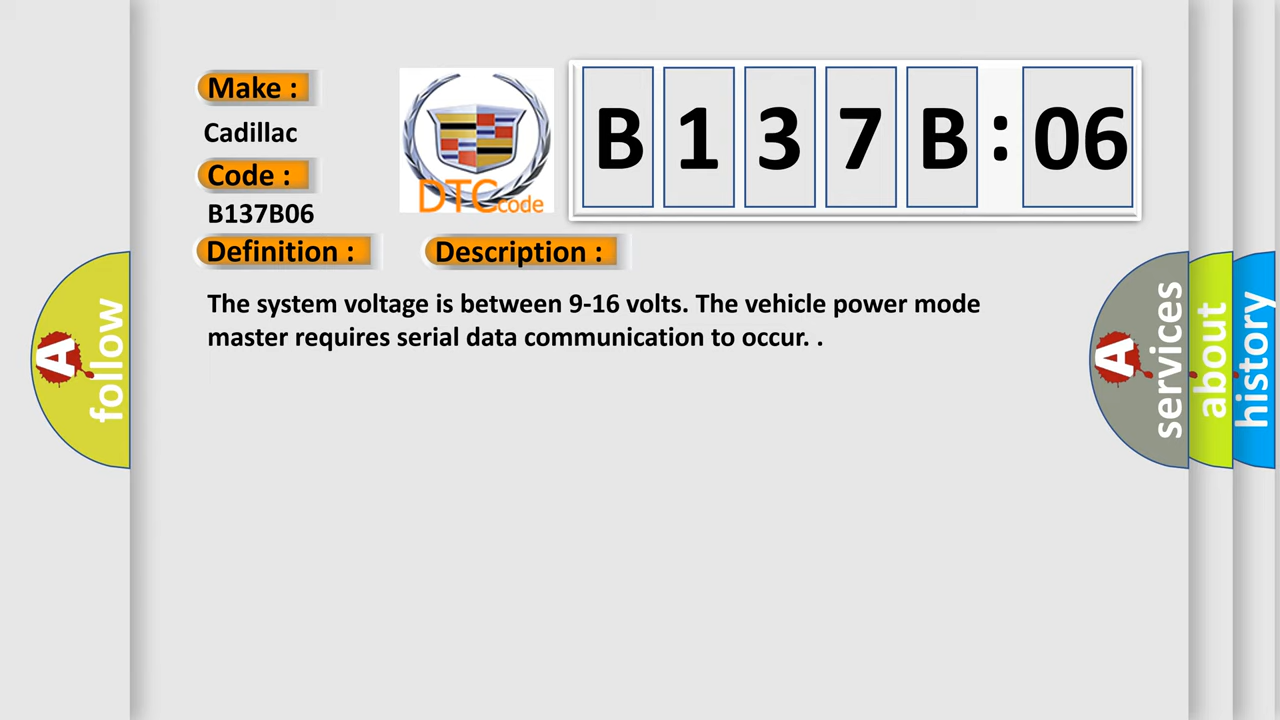 Make :
Cadillac
Code :
B137B06
Definition :
Description :
The system voltage is between 9-16 volts. The vehicle power mode
master requires serial data communication to occur. .
DTC code
B 1 3 7 B : 06
A follow
A services
about
history